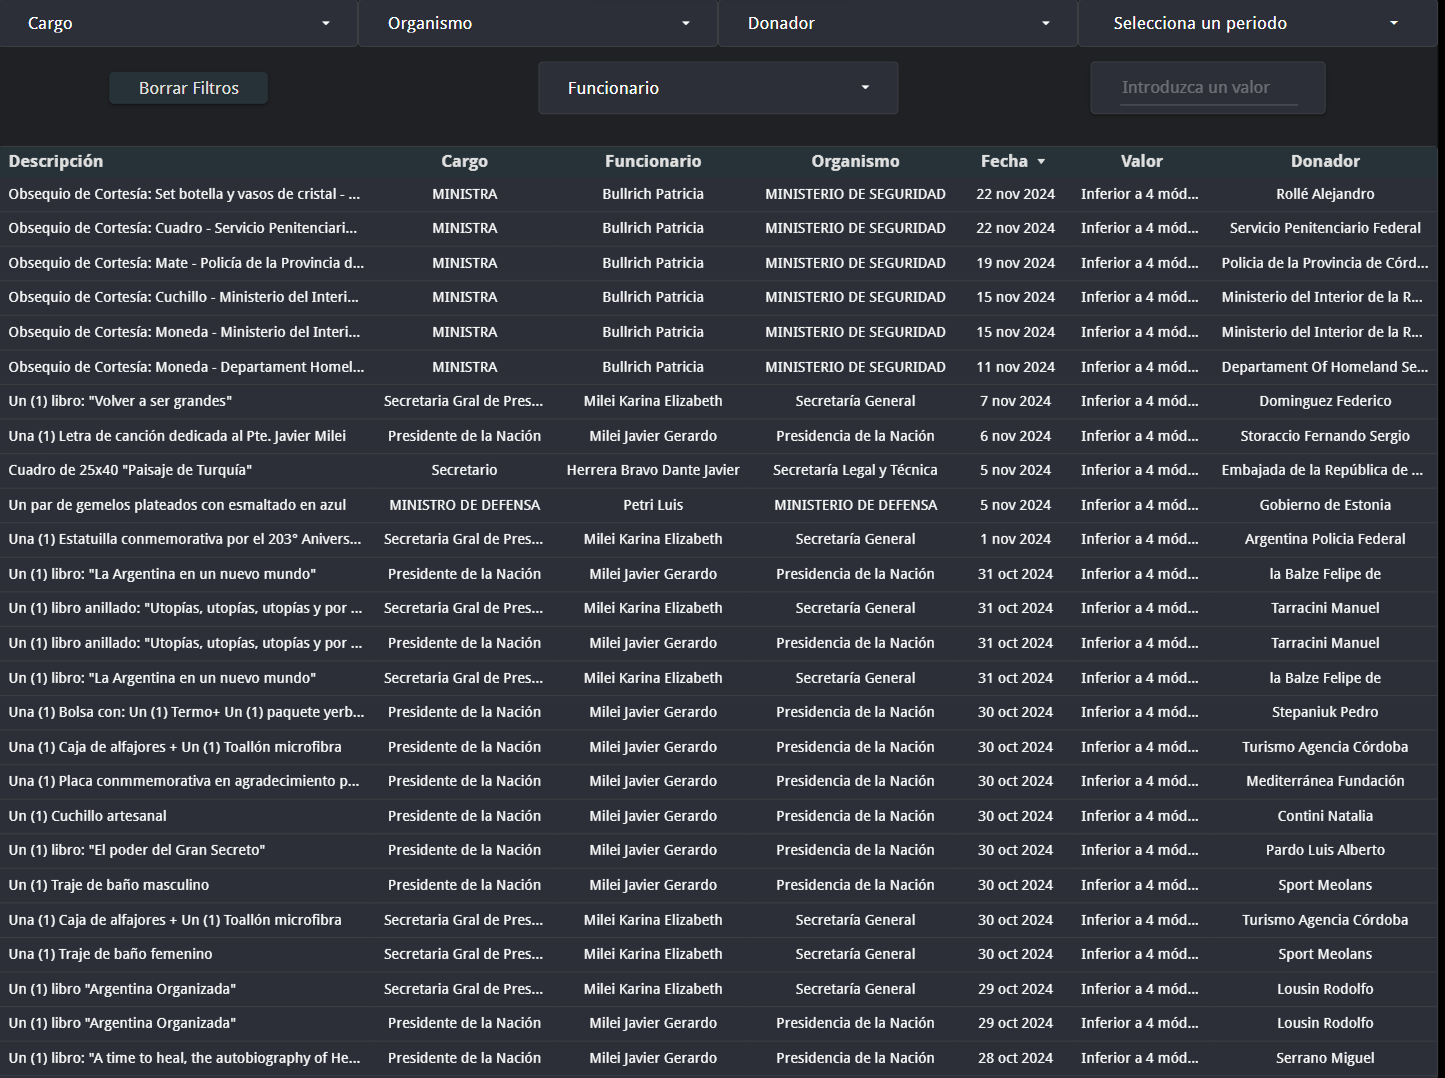 Cargo Organismo Donador Selecciona un periodo
Borrar Filtros Funcionario Introduzca un valor
Descripción Cargo Funcionario Organismo Fecha Valor Donador
Obsequio de Cortesía: Set botella y vasos de cristal - ... MINISTRA Bullrich Patricia MINISTERIO DE SEGURIDAD 22 nov 2024 Inferior a 4 mód... Rollé Alejandro
Obsequio de Cortesía: Cuadro - Servicio Penitenciari... MINISTRA Bullrich Patricia MINISTERIO DE SEGURIDAD 22 nov 2024 Inferior a 4 mód... Servicio Penitenciario Federal
Obsequio de Cortesía: Mate - Policía de la Provincia d... MINISTRA Bullrich Patricia MINISTERIO DE SEGURIDAD 19 nov 2024 Inferior a 4 mód... Policia de la Provincia de Córd...
Obsequio de Cortesía: Cuchillo - Ministerio del Interi... MINISTRA Bullrich Patricia MINISTERIO DE SEGURIDAD 15 nov 2024 Inferior a 4 mód... Ministerio del Interior de la R...
Obsequio de Cortesía: Moneda - Ministerio del Interi... MINISTRA Bullrich Patricia MINISTERIO DE SEGURIDAD 15 nov 2024 Inferior a 4 mód... Ministerio del Interior de la R...
Obsequio de Cortesía: Moneda - Departament Homel... MINISTRA Bullrich Patricia MINISTERIO DE SEGURIDAD 11 nov 2024 Inferior a 4 mód... Departament Of Homeland Se...
Un (1) libro: "Volver a ser grandes" Secretaria Gral de Pres... Milei Karina Elizabeth Secretaría General 7 nov 2024 Inferior a 4 mód... Dominguez Federico
Una (1) Letra de canción dedicada al Pte. Javier Milei Presidente de la Nación Milei Javier Gerardo Presidencia de la Nación 6 nov 2024 Inferior a 4 mód... Storaccio Fernando Sergio
Cuadro de 25x40 "Paisaje de Turquía" Secretario Herrera Bravo Dante Javier Secretaría Legal y Técnica 5 nov 2024 Inferior a 4 mód... Embajada de la República de ...
Un par de gemelos plateados con esmaltado en azul MINISTRO DE DEFENSA Petri Luis MINISTERIO DE DEFENSA 5 nov 2024 Inferior a 4 mód... Gobierno de Estonia
Una (1) Estatuilla conmemorativa por el 203° Anivers... Secretaria Gral de Pres... Milei Karina Elizabeth Secretaría General 1 nov 2024 Inferior a 4 mód... Argentina Policia Federal
Un (1) libro: "La Argentina en un nuevo mundo" Presidente de la Nación Milei Javier Gerardo Presidencia de la Nación 31 oct 2024 Inferior a 4 mód... la Balze Felipe de
Un (1) libro anillado: "Utopías, utopías, utopías y por ... Secretaria Gral de Pres... Milei Karina Elizabeth Secretaría General 31 oct 2024 Inferior a 4 mód... Tarracini Manuel
Un (1) libro anillado: "Utopías, utopías, utopías y por ... Presidente de la Nación Milei Javier Gerardo Presidencia de la Nación 31 oct 2024 Inferior a 4 mód... Tarracini Manuel
Un (1) libro: "La Argentina en un nuevo mundo" Secretaria Gral de Pres... Milei Karina Elizabeth Secretaría General 31 oct 2024 Inferior a 4 mód... la Balze Felipe de
Una (1) Bolsa con: Un (1) Termo+ Un (1) paquete yerb... Presidente de la Nación Milei Javier Gerardo Presidencia de la Nación 30 oct 2024 Inferior a 4 mód... Stepaniuk Pedro
Una (1) Caja de alfajores + Un (1) Toallón microfibra Presidente de la Nación Milei Javier Gerardo Presidencia de la Nación 30 oct 2024 Inferior a 4 mód... Turismo Agencia Córdoba
Una (1) Placa conmmemorativa en agradecimiento p... Presidente de la Nación Milei Javier Gerardo Presidencia de la Nación 30 oct 2024 Inferior a 4 mód... Mediterránea Fundación
Un (1) Cuchillo artesanal Presidente de la Nación Milei Javier Gerardo Presidencia de la Nación 30 oct 2024 Inferior a 4 mód... Contini Natalia
Un (1) libro: "El poder del Gran Secreto" Presidente de la Nación Milei Javier Gerardo Presidencia de la Nación 30 oct 2024 Inferior a 4 mód... Pardo Luis Alberto
Un (1) Traje de baño masculino Presidente de la Nación Milei Javier Gerardo Presidencia de la Nación 30 oct 2024 Inferior a 4 mód... Sport Meolans
Una (1) Caja de alfajores + Un (1) Toallón microfibra Secretaria Gral de Pres... Milei Karina Elizabeth Secretaría General 30 oct 2024 Inferior a 4 mód... Turismo Agencia Córdoba
Una (1) Traje de baño femenino Secretaria Gral de Pres... Milei Karina Elizabeth Secretaría General 30 oct 2024 Inferior a 4 mód... Sport Meolans
Un (1) libro "Argentina Organizada" Secretaria Gral de Pres... Milei Karina Elizabeth Secretaría General 29 oct 2024 Inferior a 4 mód... Lousin Rodolfo
Un (1) libro "Argentina Organizada" Presidente de la Nación Milei Javier Gerardo Presidencia de la Nación 29 oct 2024 Inferior a 4 mód... Lousin Rodolfo
Un (1) libro: "A time to heal, the autobiography of He... Presidente de la Nación Milei Javier Gerardo Presidencia de la Nación 28 oct 2024 Inferior a 4 mód... Serrano Miguel